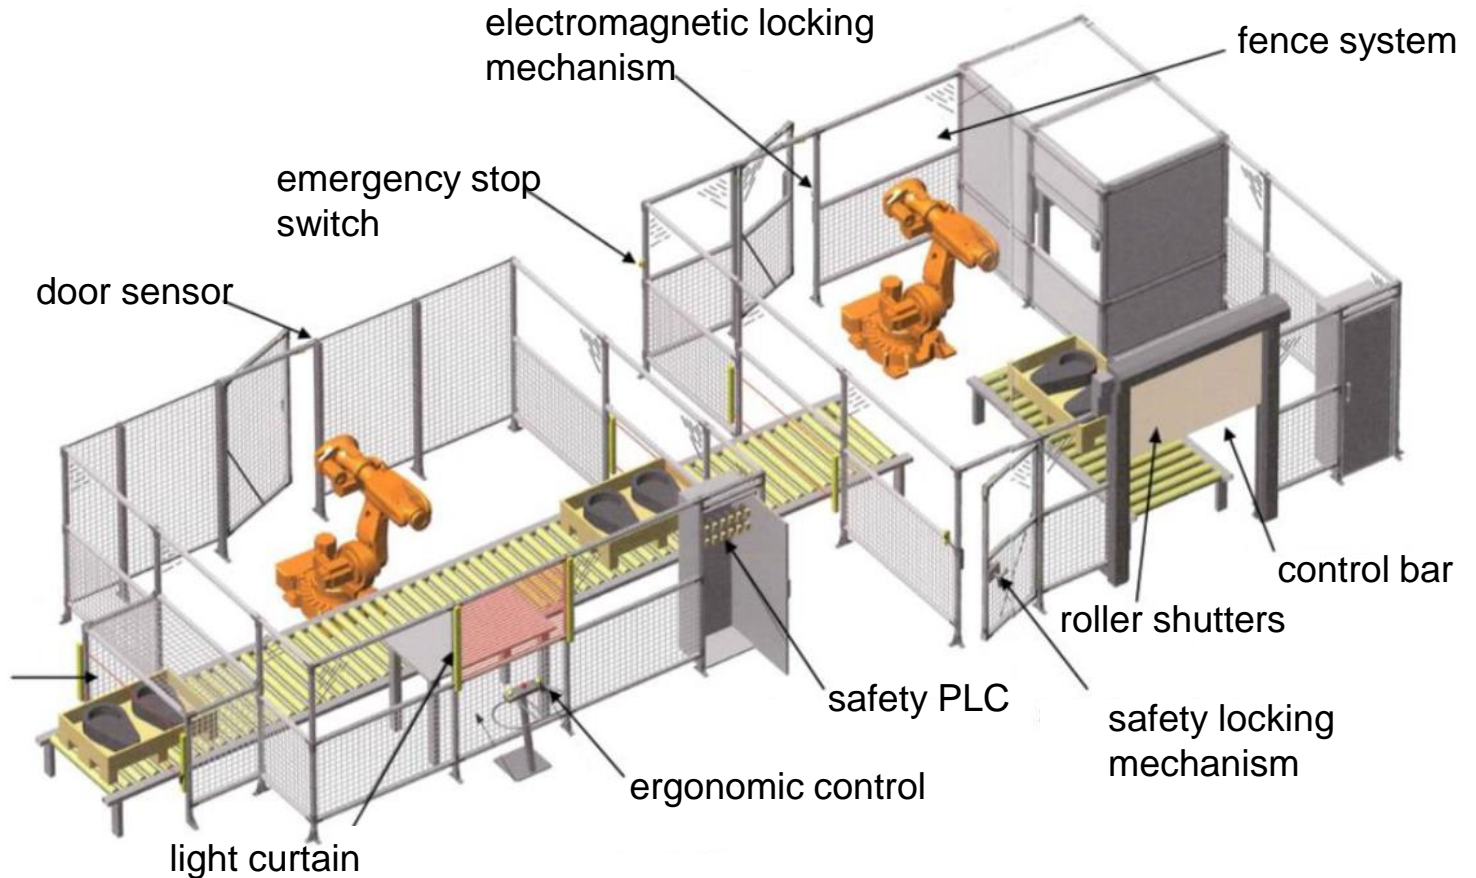 electromagnetic locking
mechanism
fence system
emergency stop
switch
door sensor
control bar
roller shutters
safety PLC
safety locking
mechanism
ergonomic control
light curtain